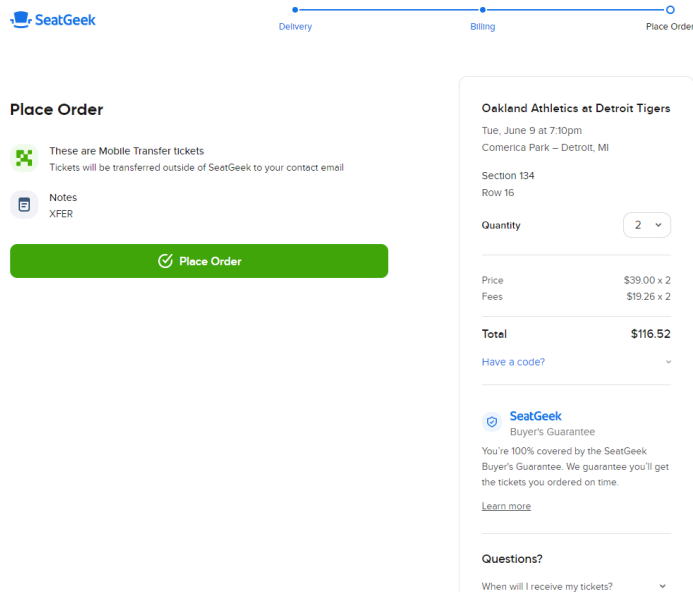 SeatGeek
Delivery
Billing
Place Order
Place Order
These are Mobile Transfer tickets
Tickets will be transferred outside of SeatGeek to your contact email
Notes
XFER
Place Order
Oakland Athletics at Detroit Tigers
Tue, June 9 at 7:10pm
Comerica Park – Detroit, MI
Section 134
Row 16
Quantity 2
Price $39.00 x 2
Fees $19.26 x 2
Total $116.52
Have a code?
SeatGeek
Buyer's Guarantee
You're 100% covered by the SeatGeek
Buyer's Guarantee. We guarantee you'll get
the tickets you ordered on time.
Learn more
Questions?
When will I receive my tickets?